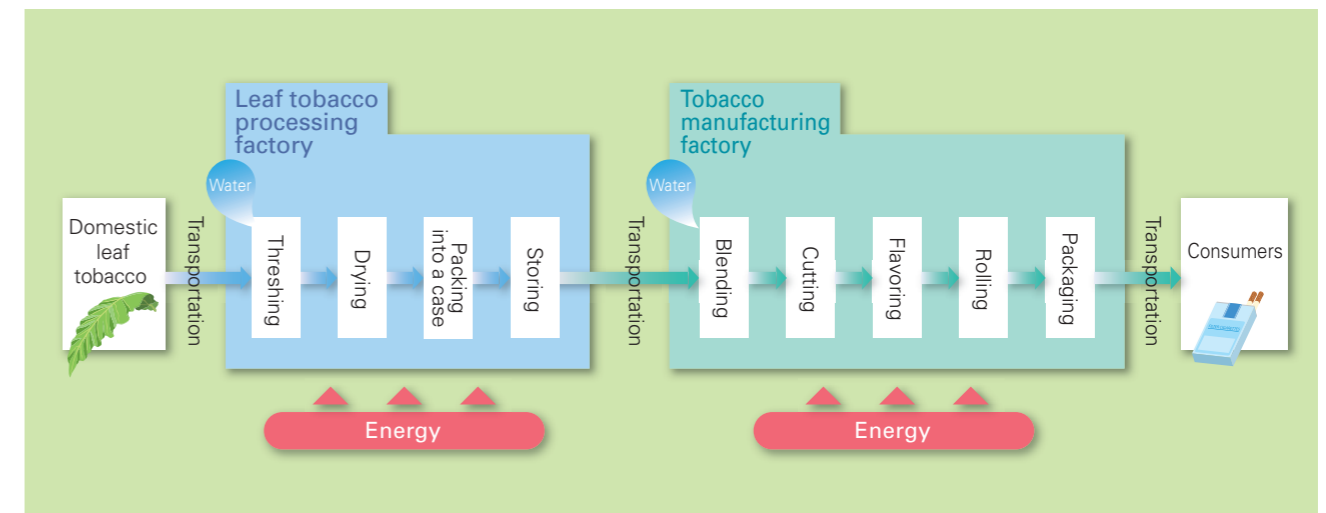 Leaf tobacco
processing
factory
Tobacco
manufacturing
factory
Water
Water
Domestic
leaf
tobacco
Transportation
Threshing
Drying
Packing
into a case
Storing
Transportation
Blending
Cutting
Flavoring
Rolling
Packaging
Transportation
Consumers
Energy
Energy